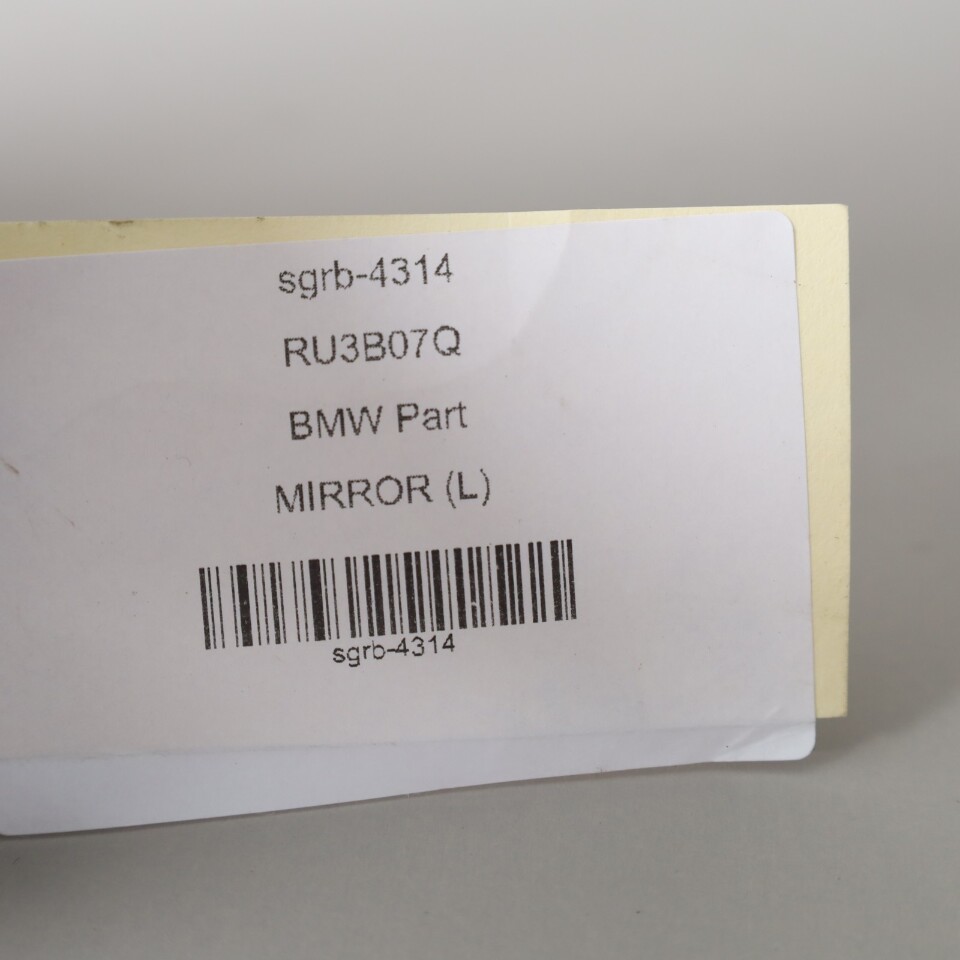 sgrb-4314
RU3B07Q
BMW Part
MIRROR (L)
sgrb-4314